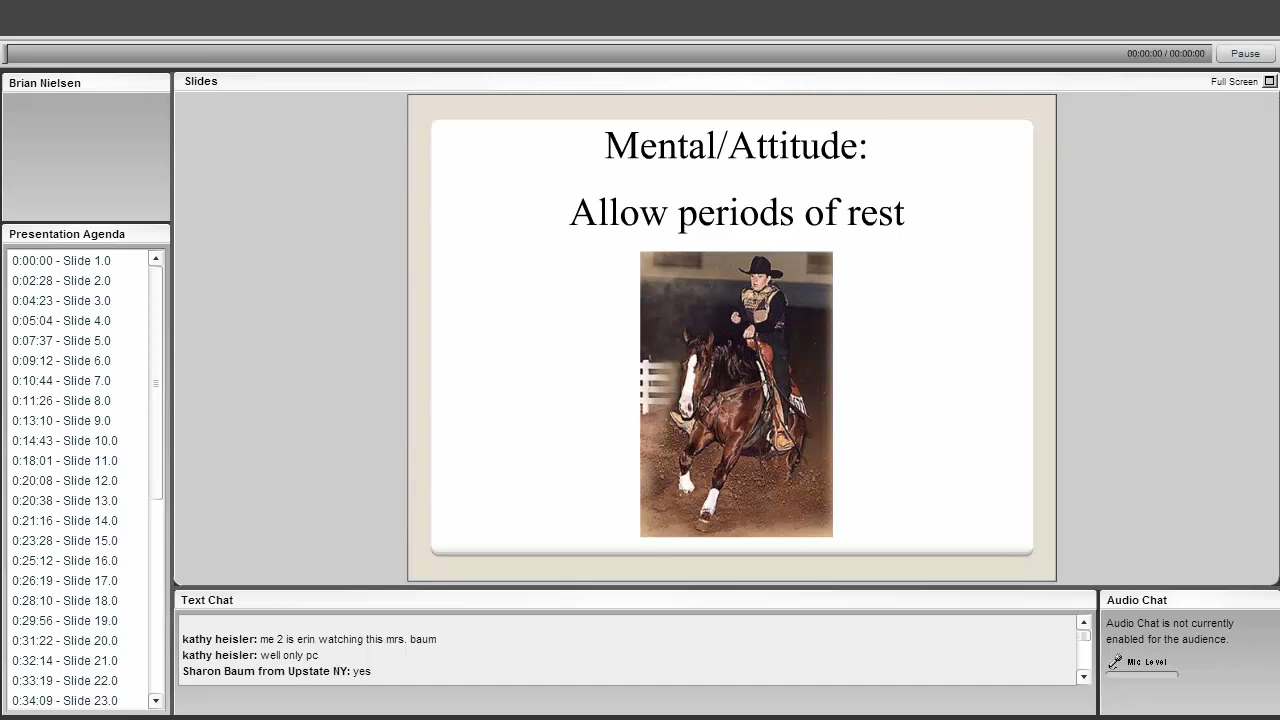 00:00:00 / 00:00:00
Pause
Brian Nielsen
Slides
Full Screen
Mental/Attitude:
Allow periods of rest
Presentation Agenda
0:00:00 - Slide 1.0
0:02:28 - Slide 2.0
0:04:23 - Slide 3.0
0:05:04 - Slide 4.0
0:07:37 - Slide 5.0
0:09:12 - Slide 6.0
0:10:44 - Slide 7.0
0:11:26 - Slide 8.0
0:13:10 - Slide 9.0
0:14:43 - Slide 10.0
0:18:01 - Slide 11.0
0:20:08 - Slide 12.0
0:20:38 - Slide 13.0
0:21:16 - Slide 14.0
0:23:28 - Slide 15.0
0:25:12 - Slide 16.0
0:26:19 - Slide 17.0
0:28:10 - Slide 18.0
0:29:56 - Slide 19.0
0:31:22 - Slide 20.0
0:32:14 - Slide 21.0
0:33:19 - Slide 22.0
0:34:09 - Slide 23.0
Text Chat
kathy heisler: me 2 is erin watching this mrs. baum
kathy heisler: well only pc
Sharon Baum from Upstate NY: yes
Audio Chat
Audio Chat is not currently
enabled for the audience.
Mic Level